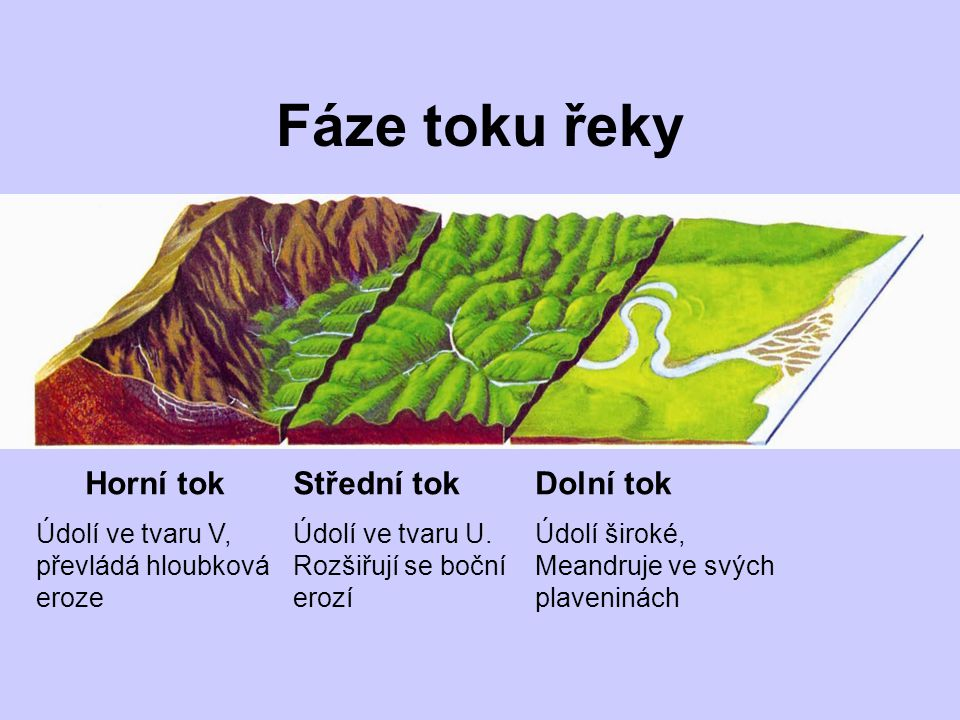 Fáze toku řeky
Horní tok
Údolí ve tvaru V,
převládá hloubková
eroze
Střední tok
Údolí ve tvaru U.
Rozšiřují se boční
erozí
Dolní tok
Údolí široké,
Meandruje ve svých
plaveninách